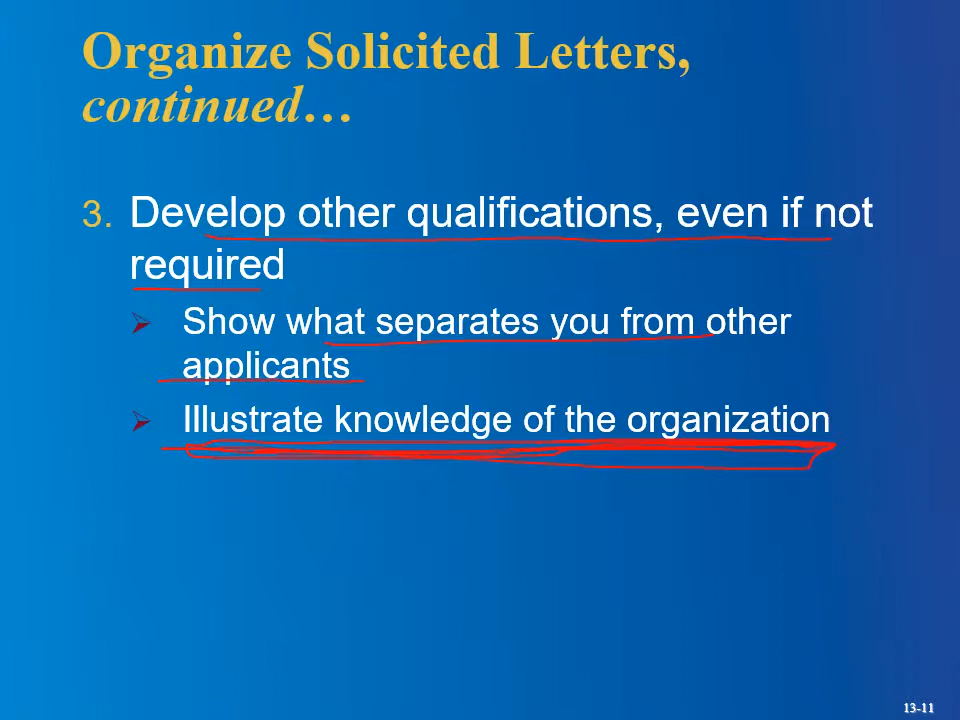 Organize Solicited Letters,
continued…
3. Develop other qualifications, even if not
required
Show what separates you from other
applicants
Illustrate knowledge of the organization
13-11